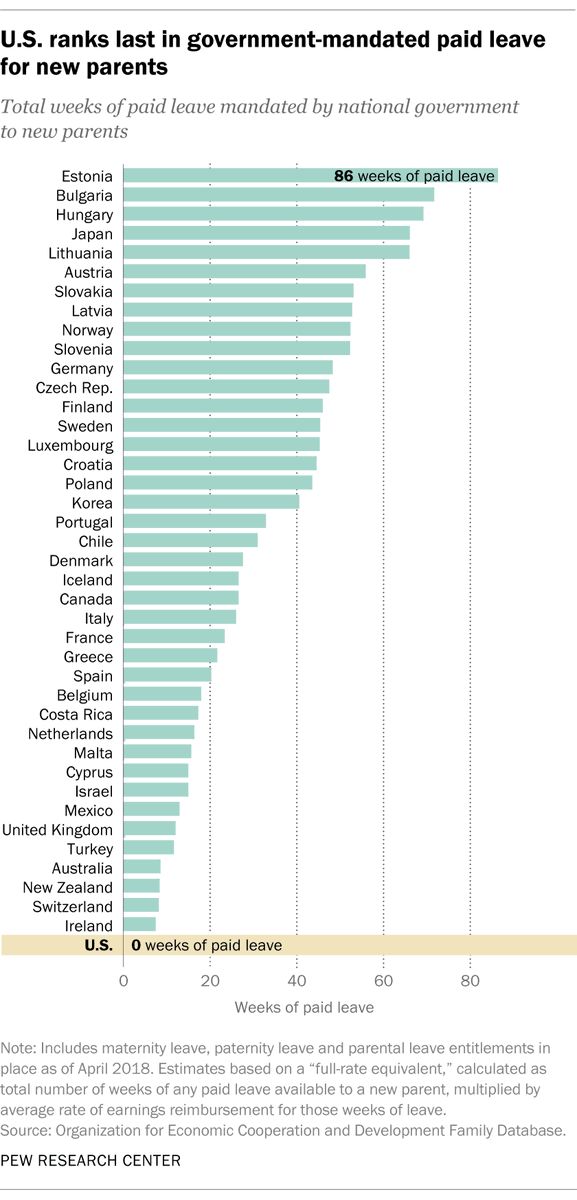 U.S. ranks last in government-mandated paid leave
for new parents
Total weeks of paid leave mandated by national government
to new parents
Estonia 86 weeks of paid leave
Bulgaria
Hungary
Japan
Lithuania
Austria
Slovakia
Latvia
Norway
Slovenia
Germany
Czech Rep.
Finland
Sweden
Luxembourg
Croatia
Poland
Korea
Portugal
Chile
Denmark
Iceland
Canada
Italy
France
Greece
Spain
Belgium
Costa Rica
Netherlands
Malta
Cyprus
Israel
Mexico
United Kingdom
Turkey
Australia
New Zealand
Switzerland
Ireland
U.S. 0 weeks of paid leave
0 20 40 60 80
Weeks of paid leave
Note: Includes maternity leave, paternity leave and parental leave entitlements in
place as of April 2018. Estimates based on a “full-rate equivalent,” calculated as
total number of weeks of any paid leave available to a new parent, multiplied by
average rate of earnings reimbursement for those weeks of leave.
Source: Organization for Economic Cooperation and Development Family Database.
PEW RESEARCH CENTER